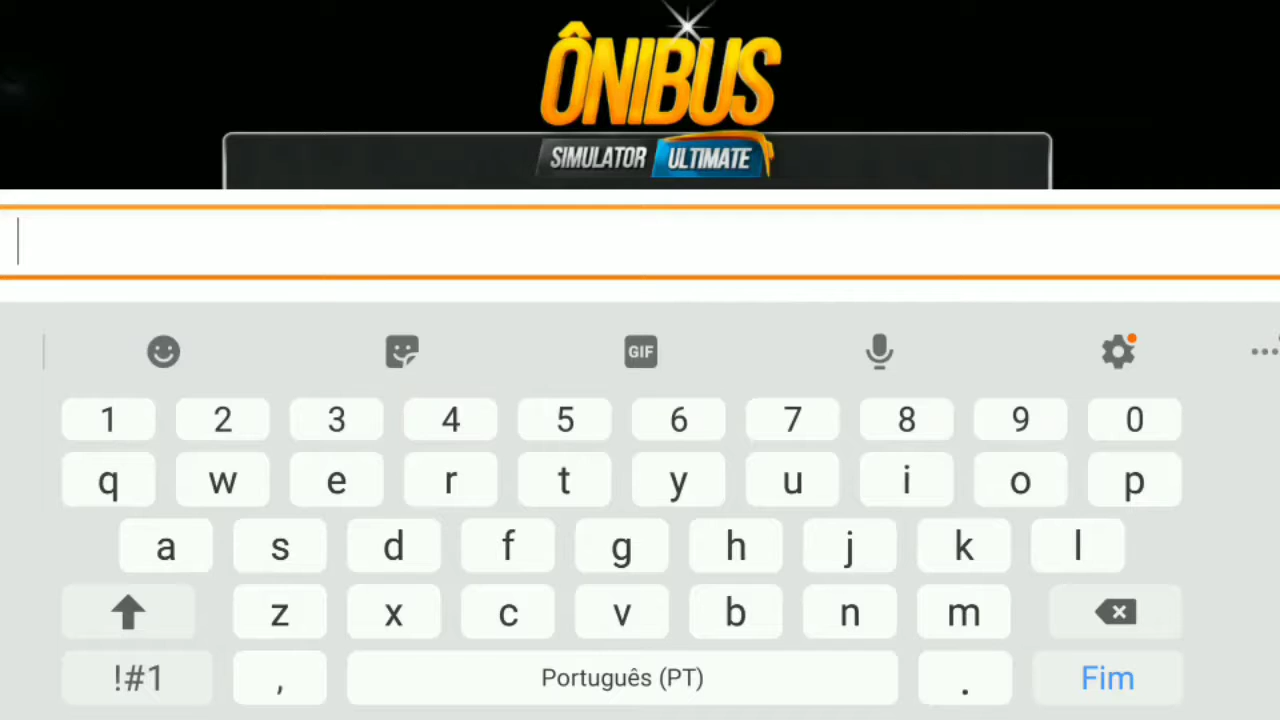 ÔNIBUS
SIMULATOR ULTIMATE
GIF
1 2 3 4 5 6 7 8 9 0
q w e r t y u i o p
a s d f g h j k l
z x c v b n m
!#1 , Português (PT) . Fim